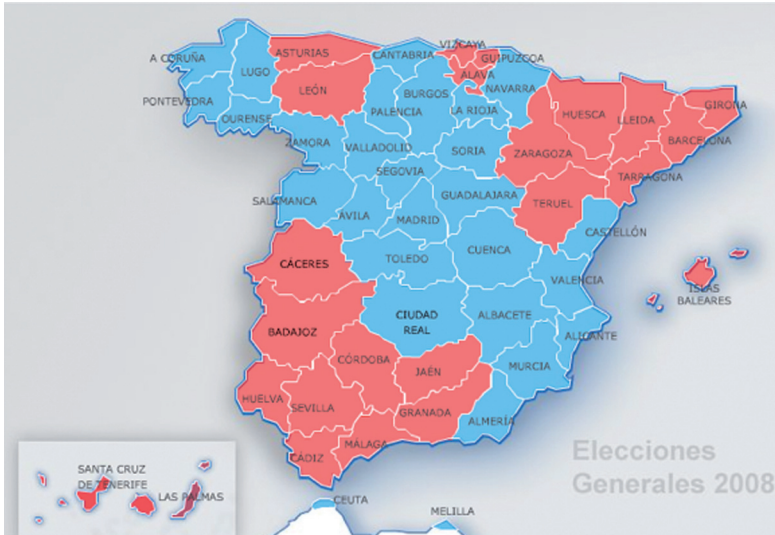 VIZCAYA
ASTURIAS
CANTABRIA
A CORUÑA
GUIPUZCOA
LUGO
ALAVA
LEÓN
NAVARRA
BURGOS
PONTEVEDRA
GIRONA
PALENCIA
LA RIOJA
HUESCA
OURENSE
LLEIDA
ZAMORA
BARCELONA
VALLADOLID
SORIA
ZARAGOZA
SEGOVIA
TARRAGONA
GUADALAJARA
SALAMANCA
TERUEL
ÁVILA
MADRID
CASTELLÓN
CUENCA
TOLEDO
CÁCERES
VALENCIA
ISLAS
BALEARES
CIUDAD
REAL
ALBACETE
BADAJOZ
ALICANTE
CÓRDOBA
MURCIA
JAÉN
HUELVA
SEVILLA
GRANADA
ALMERÍA
MÁLAGA
CÁDIZ
Elecciones
Generales 2008
SANTA CRUZ
DE TENERIFE
LAS PALMAS
CEUTA
MELILLA